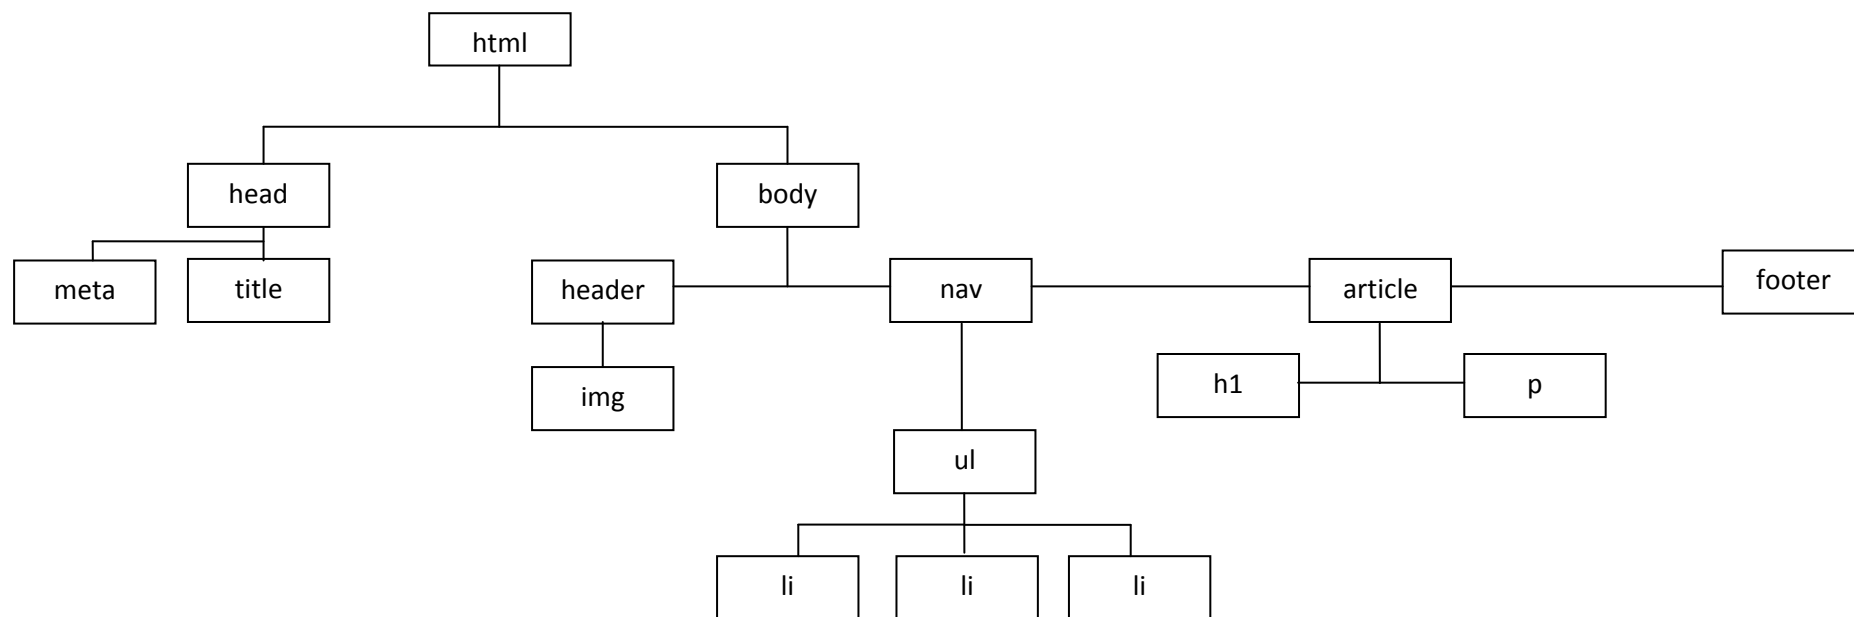 html
head
body
meta
title
header
nav
article
footer
img
h1
p
ul
li
li
li